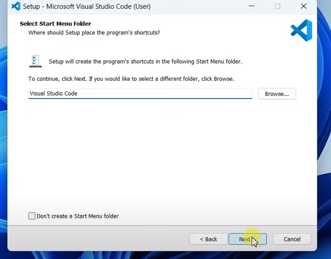 Setup - Microsoft Visual Studio Code (User)
Select Start Menu Folder
Where should Setup place the program's shortcuts?
Setup will create the program's shortcuts in the following Start Menu folder.
To continue, click Next. If you would like to select a different folder, click Browse.
Visual Studio Code
Browse...
Don't create a Start Menu folder
< Back
Next
Cancel